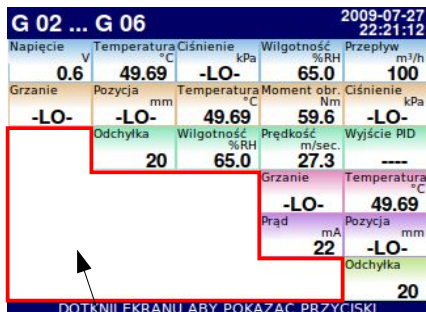 G 02 ... G 06
2009-07-27
22:21:12
Napięcie Temperatura Ciśnienie Wilgotność Przepływ
V °C kPa %RH m³/h
0.6 49.69 -LO- 65.0 100
Grzanie Pozycja Temperatura Moment obr. Ciśnienie
mm °C Nm kPa
-LO- -LO- 49.69 59.6 -LO-
Odchyłka Wilgotność Prędkość Wyjście PID
%RH m/sec.
20 65.0 27.3 ----
Grzanie Temperatura
°C
-LO- 49.69
Prąd Pozycja
mA mm
22 -LO-
Odchyłka
20
DOTKNIJ EKRANU ABY POKAZAĆ PRZYCISKI